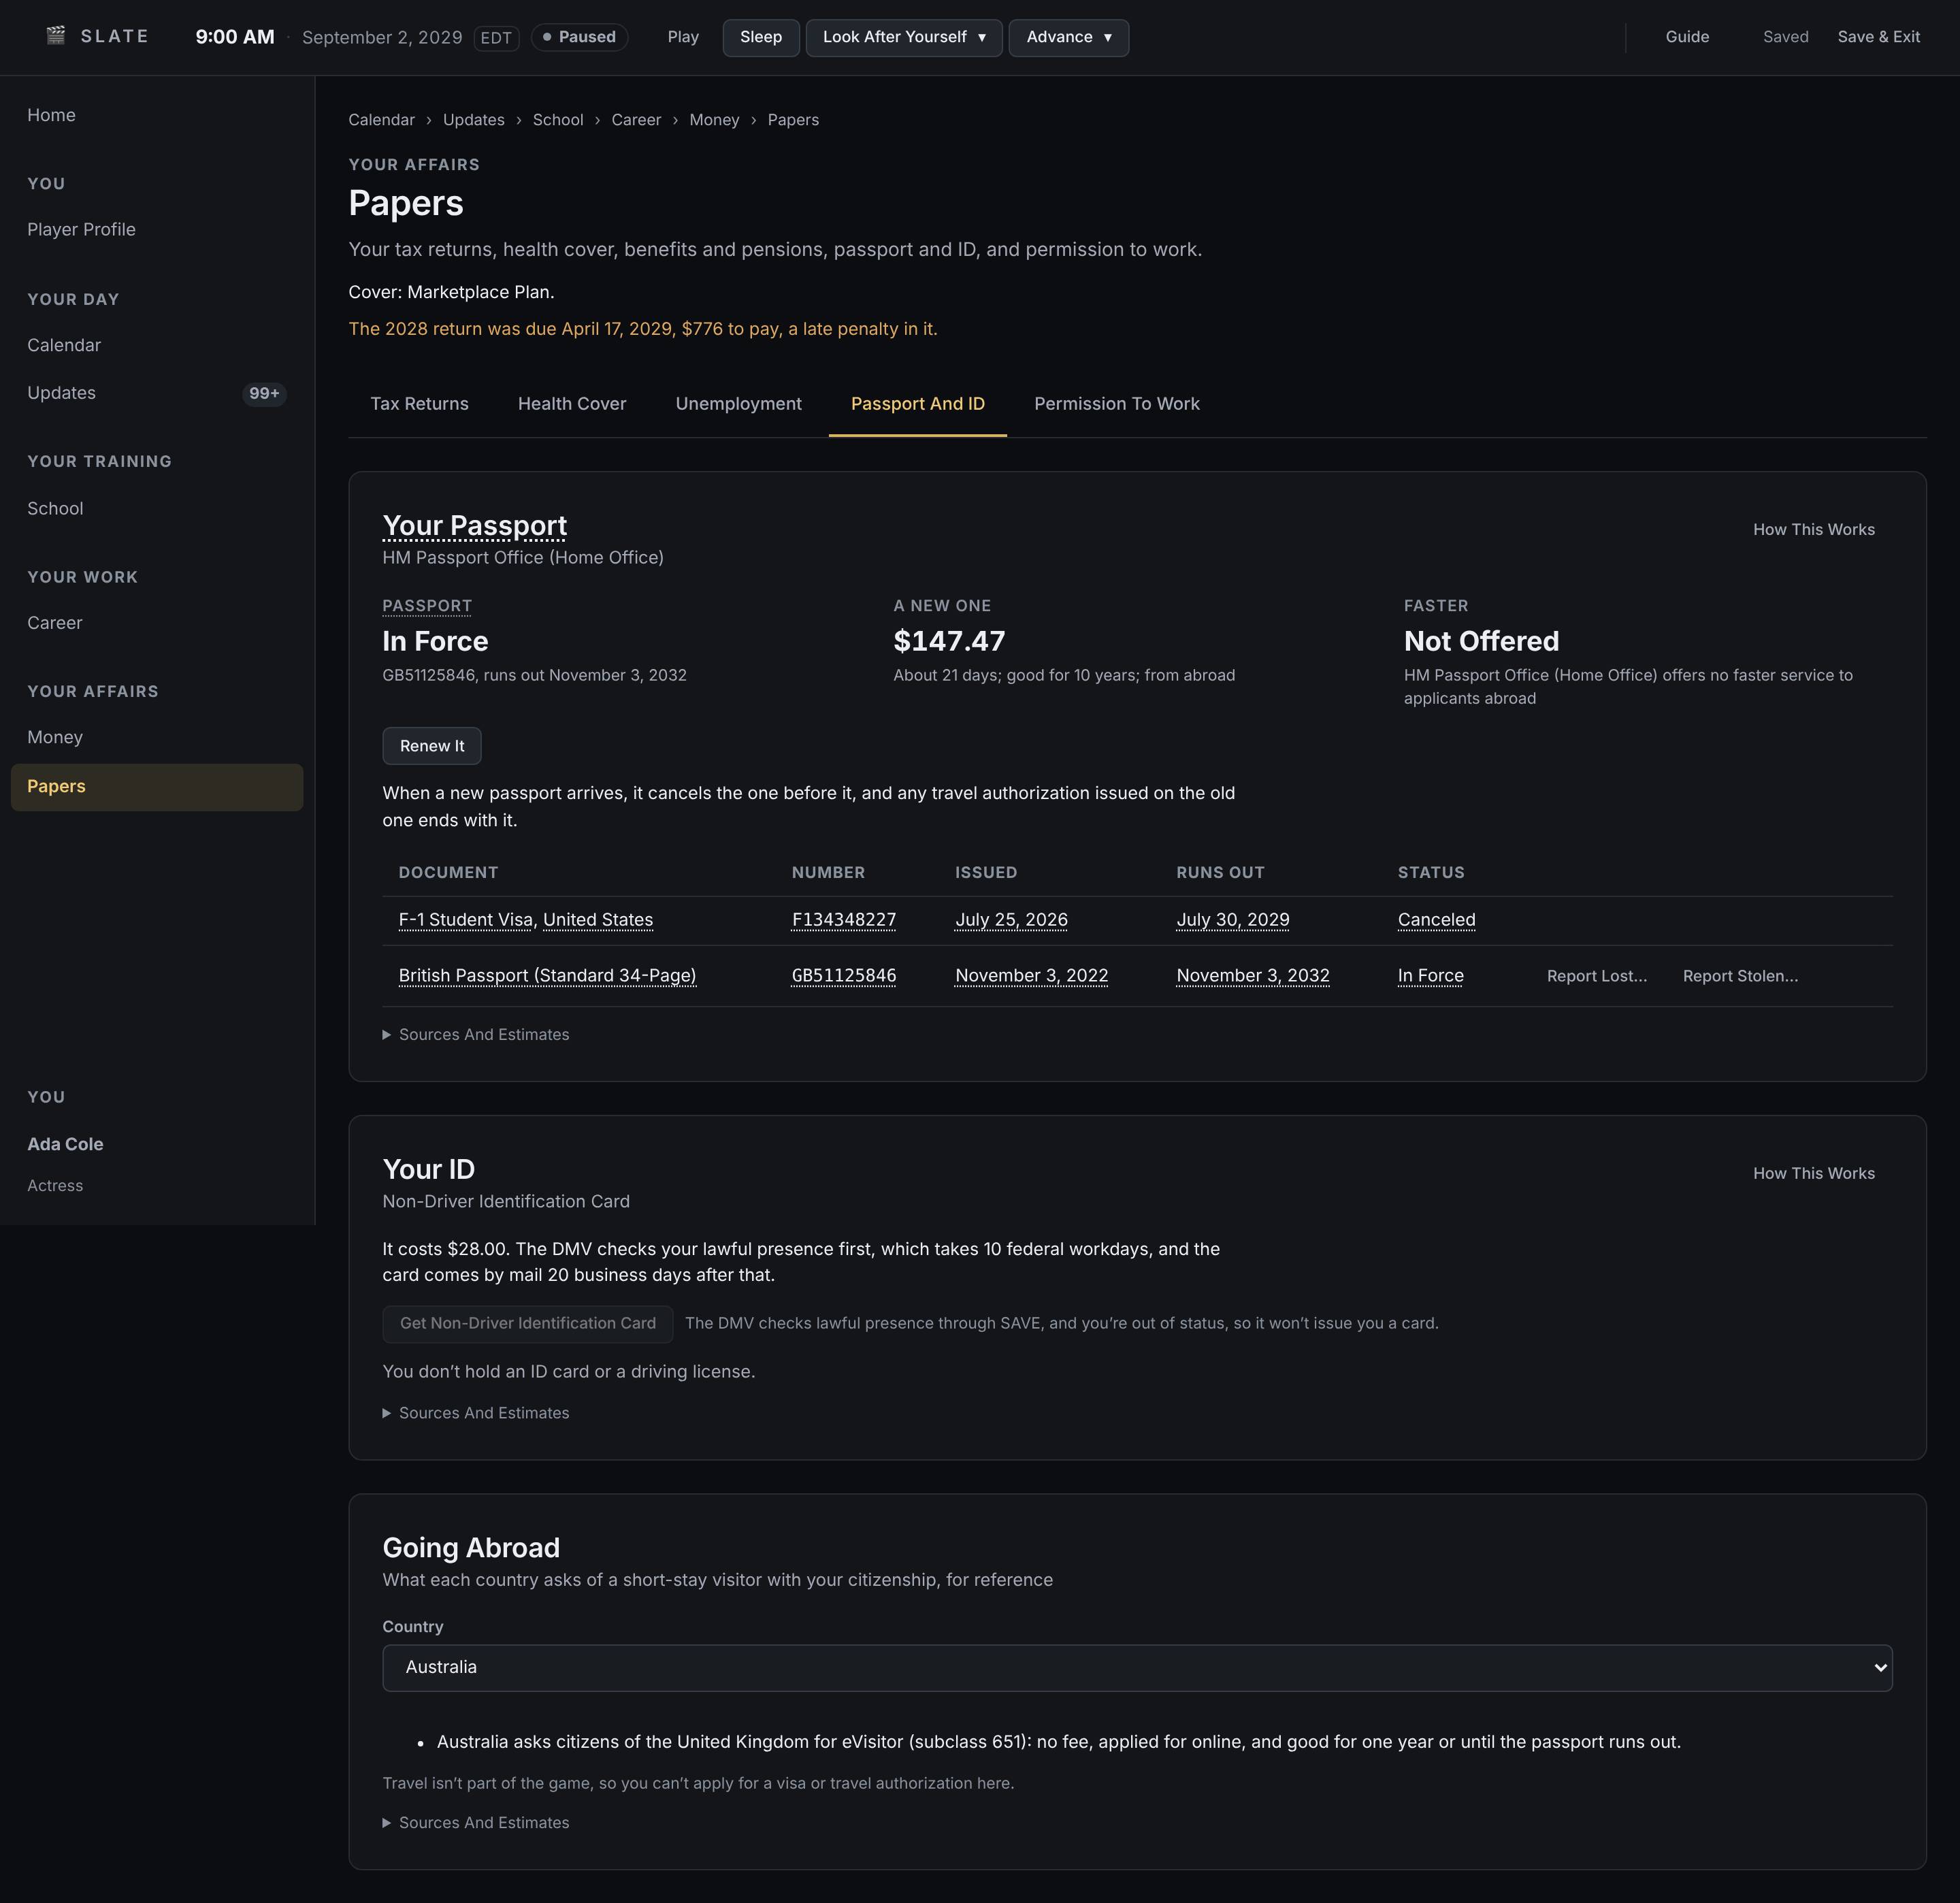 🎬 SLATE 9:00 AM · September 2, 2029 EDT • Paused Play Sleep Look After Yourself ▾ Advance ▾ Guide Saved Save & Exit
Home
YOU
Player Profile
YOUR DAY
Calendar
Updates 99+
YOUR TRAINING
School
YOUR WORK
Career
YOUR AFFAIRS
Money
Papers
YOU
Ada Cole
Actress
Calendar › Updates › School › Career › Money › Papers
YOUR AFFAIRS
Papers
Your tax returns, health cover, benefits and pensions, passport and ID, and permission to work.
Cover: Marketplace Plan.
The 2028 return was due April 17, 2029, $776 to pay, a late penalty in it.
Tax Returns Health Cover Unemployment Passport And ID Permission To Work
Your Passport How This Works
HM Passport Office (Home Office)
PASSPORT A NEW ONE FASTER
In Force $147.47 Not Offered
GB51125846, runs out November 3, 2032 About 21 days; good for 10 years; from abroad HM Passport Office (Home Office) offers no faster service to
applicants abroad
Renew It
When a new passport arrives, it cancels the one before it, and any travel authorization issued on the old
one ends with it.
DOCUMENT NUMBER ISSUED RUNS OUT STATUS
F-1 Student Visa, United States F134348227 July 25, 2026 July 30, 2029 Canceled
British Passport (Standard 34-Page) GB51125846 November 3, 2022 November 3, 2032 In Force Report Lost… Report Stolen…
▶ Sources And Estimates
Your ID How This Works
Non-Driver Identification Card
It costs $28.00. The DMV checks your lawful presence first, which takes 10 federal workdays, and the
card comes by mail 20 business days after that.
Get Non-Driver Identification Card The DMV checks lawful presence through SAVE, and you’re out of status, so it won’t issue you a card.
You don’t hold an ID card or a driving license.
▶ Sources And Estimates
Going Abroad
What each country asks of a short-stay visitor with your citizenship, for reference
Country
Australia
• Australia asks citizens of the United Kingdom for eVisitor (subclass 651): no fee, applied for online, and good for one year or until the passport runs out.
Travel isn’t part of the game, so you can’t apply for a visa or travel authorization here.
▶ Sources And Estimates